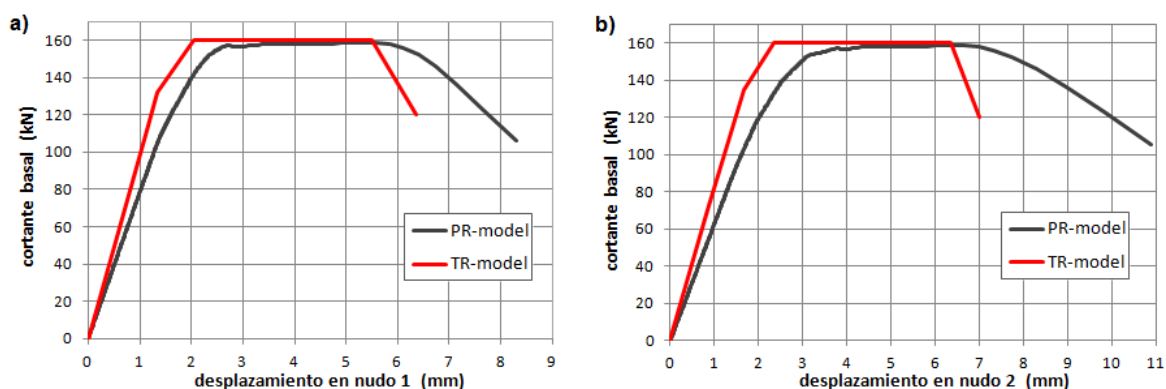 a)
cortante basal (kN)
160
140
120
100
80
60
40
20
0
0 1 2 3 4 5 6 7 8 9
desplazamiento en nudo 1 (mm)
PR-model
TR-model
b)
cortante basal (kN)
160
140
120
100
80
60
40
20
0
0 1 2 3 4 5 6 7 8 9 10 11
desplazamiento en nudo 2 (mm)
PR-model
TR-model